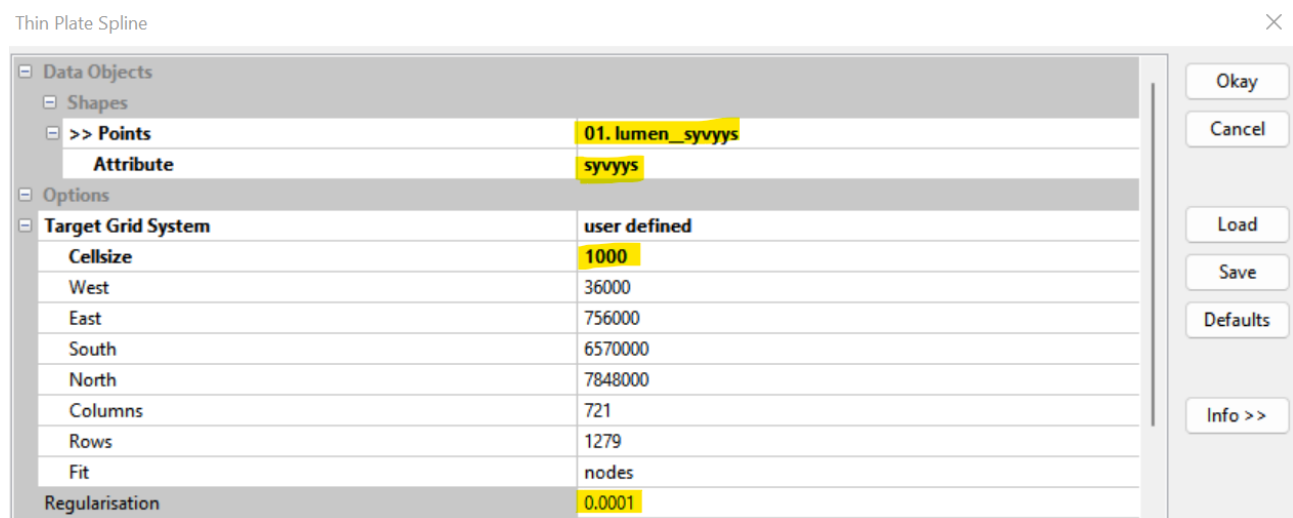 Thin Plate Spline
Data Objects
Shapes
>> Points 01. lumen__syvyys
Attribute syvyys
Options
Target Grid System user defined
Cellsize 1000
West 36000
East 756000
South 6570000
North 7848000
Columns 721
Rows 1279
Fit nodes
Regularisation 0.0001
Okay
Cancel
Load
Save
Defaults
Info >>